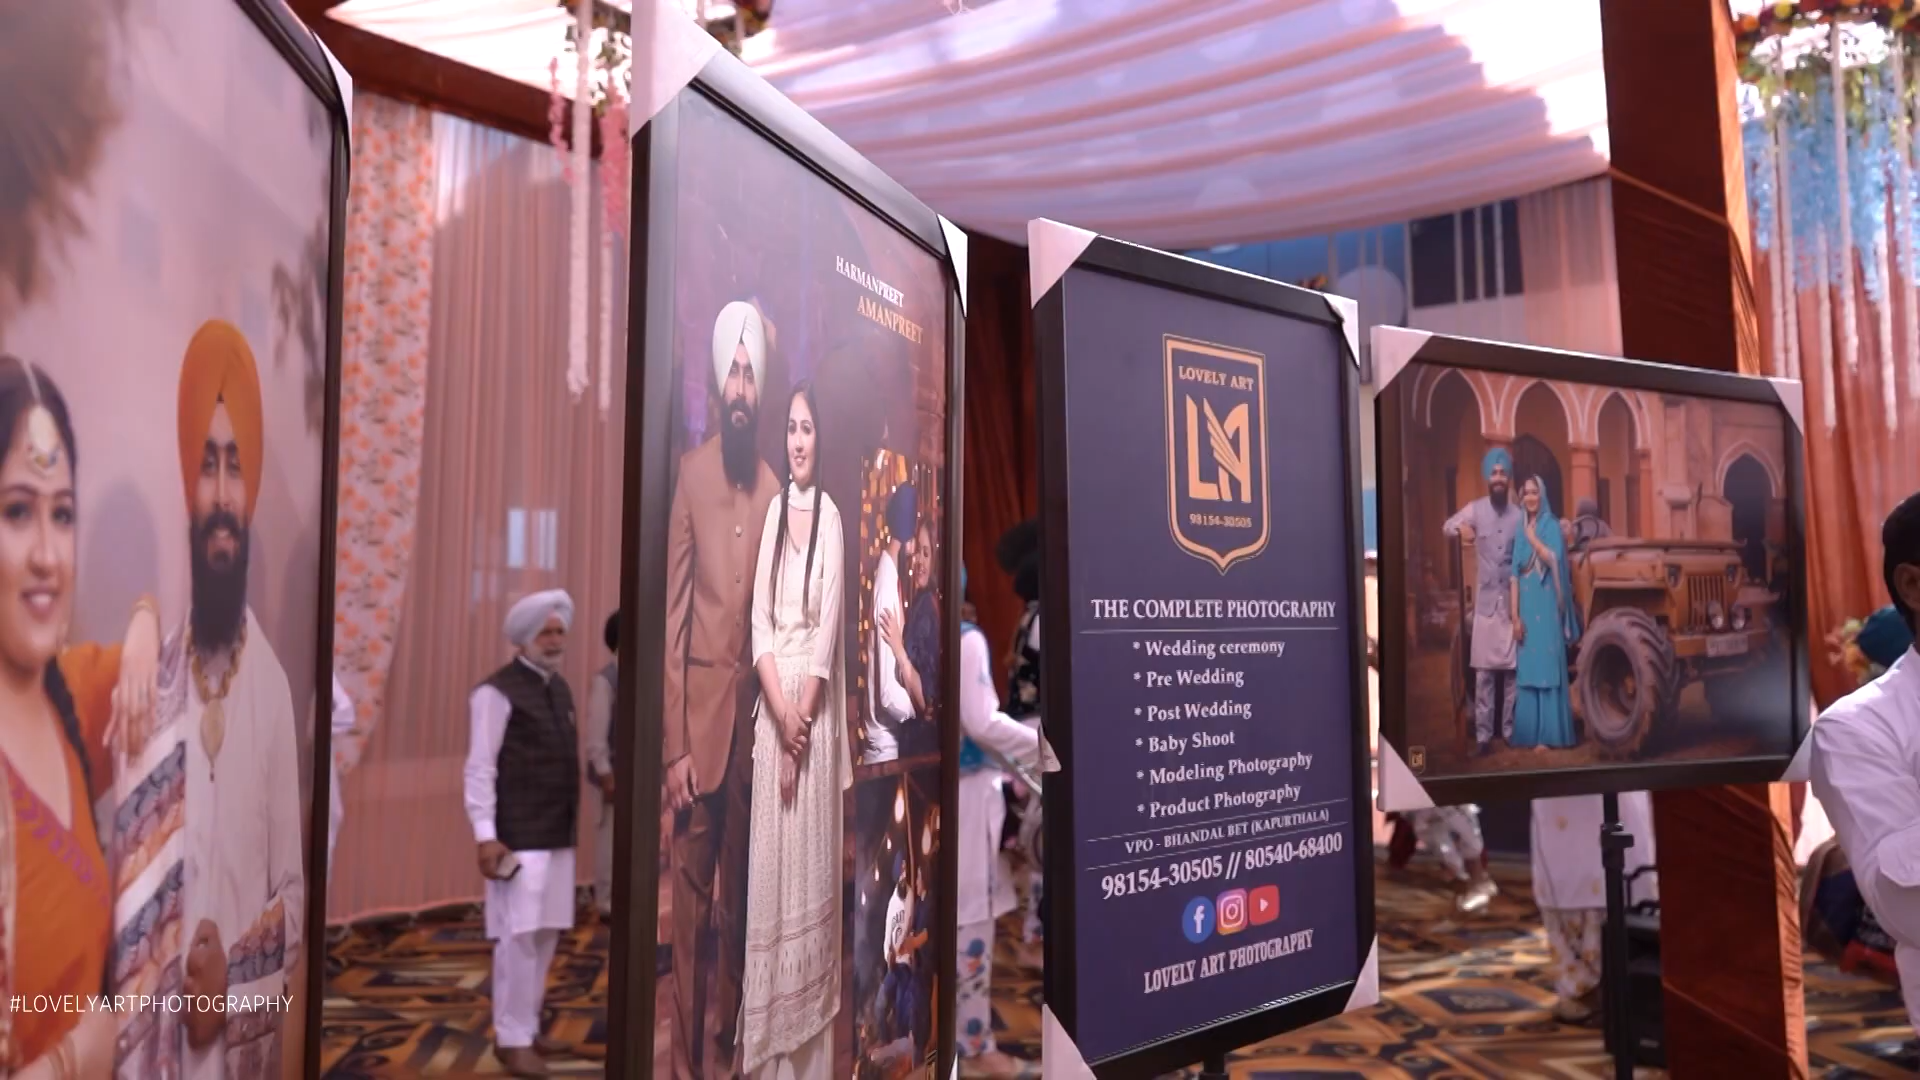 HARMANPREET
AMANPREET
LOVELY ART
LA
98154-30505
THE COMPLETE PHOTOGRAPHY
* Wedding ceremony
* Pre Wedding
* Post Wedding
* Baby Shoot
* Modeling Photography
* Product Photography
VPO - BHANDAL BET (KAPURTHALA)
98154-30505 // 80540-68400
LOVELY ART PHOTOGRAPHY
#LOVELYARTPHOTOGRAPHY